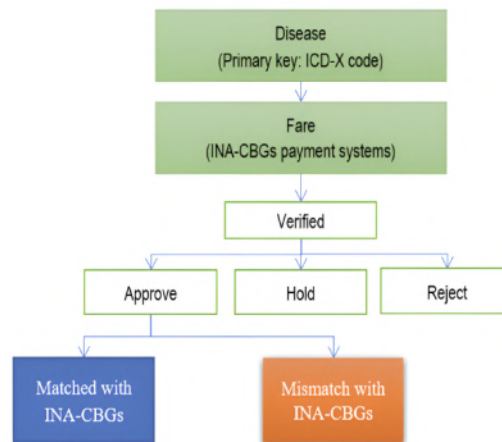 Disease
(Primary key: ICD-X code)
Fare
(INA-CBGs payment systems)
Verified
Approve
Hold
Reject
Matched with
INA-CBGs
Mismatch with
INA-CBGs